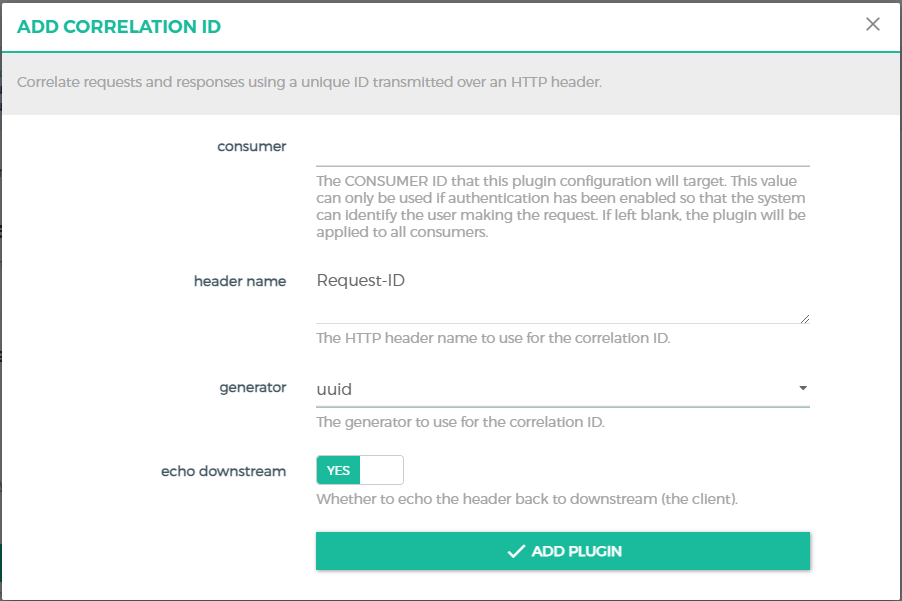 ADD CORRELATION ID
Correlate requests and responses using a unique ID transmitted over an HTTP header.
consumer
The CONSUMER ID that this plugin configuration will target. This value
can only be used if authentication has been enabled so that the system
can identify the user making the request. If left blank, the plugin will be
applied to all consumers.
header name
Request-ID
The HTTP header name to use for the correlation ID.
generator
uuid
The generator to use for the correlation ID.
echo downstream
YES
Whether to echo the header back to downstream (the client).
ADD PLUGIN